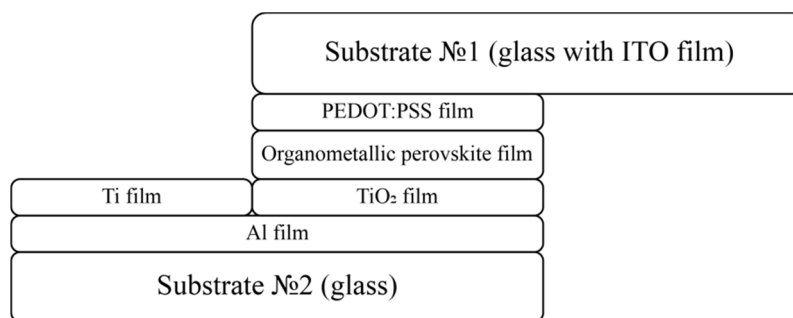 Substrate №1 (glass with ITO film)
PEDOT:PSS film
Organometallic perovskite film
Ti film
TiO₂ film
Al film
Substrate №2 (glass)